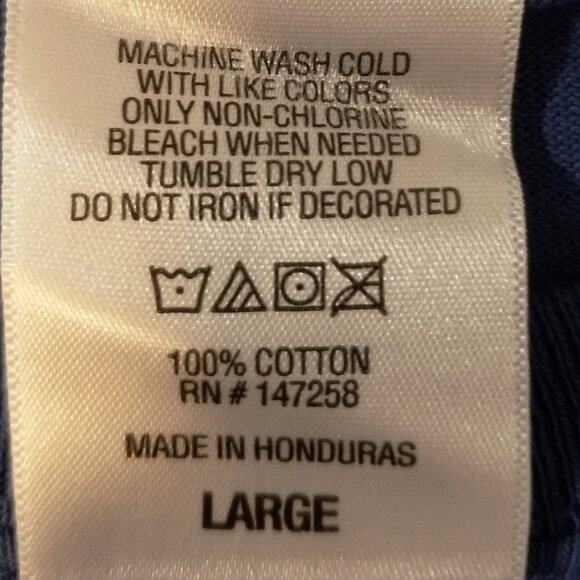 MACHINE WASH COLD
WITH LIKE COLORS
ONLY NON-CHLORINE
BLEACH WHEN NEEDED
TUMBLE DRY LOW
DO NOT IRON IF DECORATED
100% COTTON
RN # 147258
MADE IN HONDURAS
LARGE